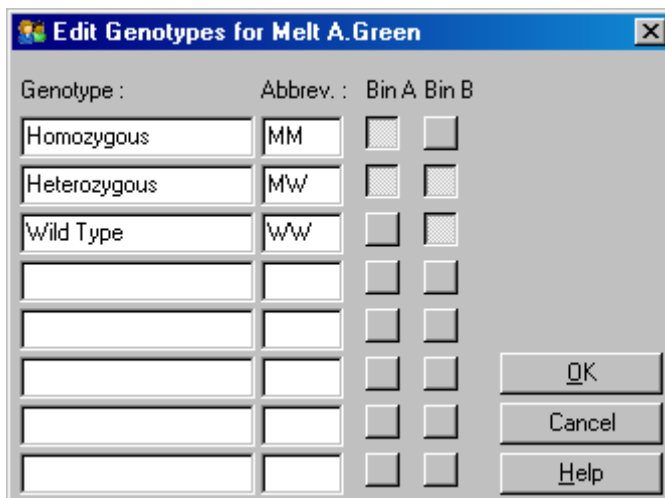 Edit Genotypes for Melt A.Green
Genotype : Abbrev. : Bin A Bin B
Homozygous MM
Heterozygous MW
Wild Type WW
OK
Cancel
Help